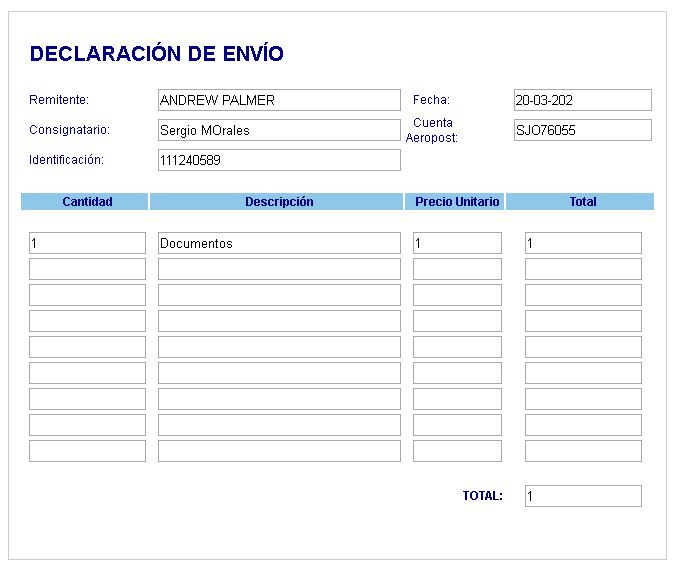 DECLARACIÓN DE ENVÍO
Remitente: ANDREW PALMER Fecha: 20-03-202
Consignatario: Sergio MOrales Cuenta Aeropost: SJO76055
Identificación: 111240589
Cantidad Descripción Precio Unitario Total
1 Documentos 1 1
TOTAL: 1